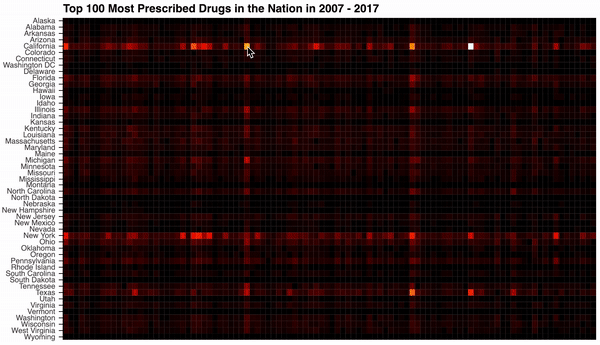 Top 100 Most Prescribed Drugs in the Nation in 2007 - 2017
Alaska
Alabama
Arkansas
Arizona
California
Colorado
Connecticut
Washington DC
Delaware
Florida
Georgia
Hawaii
Iowa
Idaho
Illinois
Indiana
Kansas
Kentucky
Louisiana
Massachusetts
Maryland
Maine
Michigan
Minnesota
Missouri
Mississippi
Montana
North Carolina
North Dakota
Nebraska
New Hampshire
New Jersey
New Mexico
Nevada
New York
Ohio
Oklahoma
Oregon
Pennsylvania
Rhode Island
South Carolina
South Dakota
Tennessee
Texas
Utah
Virginia
Vermont
Washington
Wisconsin
West Virginia
Wyoming